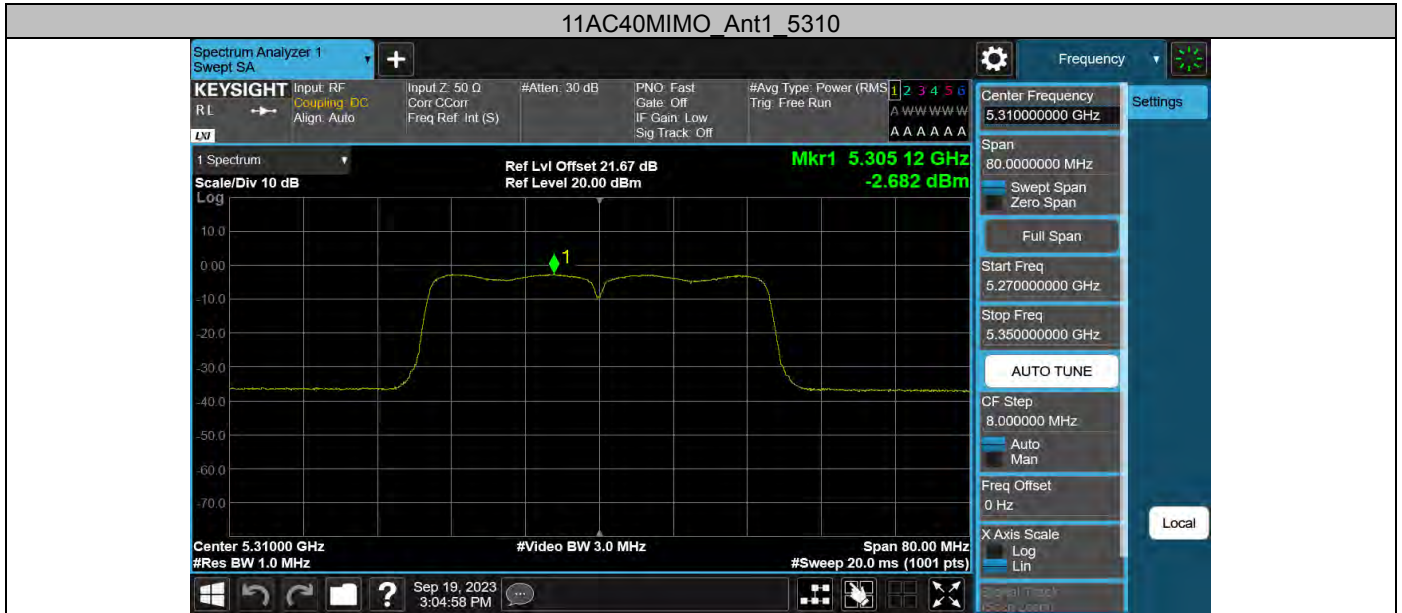 11AC40MIMO_Ant1_5310
Spectrum Analyzer 1
Swept SA
+
Frequency
KEYSIGHT
RL
LXI
Input: RF
Coupling: DC
Align: Auto
Input Z: 50 Ω
Corr CCorr
Freq Ref: Int (S)
#Atten: 30 dB
PNO: Fast
Gate: Off
IF Gain: Low
Sig Track: Off
#Avg Type: Power (RMS
Trig: Free Run
1 2 3 4 5 6
A W W W W W
A A A A A A
Center Frequency
5.310000000 GHz
Settings
1 Spectrum
Scale/Div 10 dB
Ref Lvl Offset 21.67 dB
Ref Level 20.00 dBm
Mkr1 5.305 12 GHz
-2.682 dBm
Span
80.0000000 MHz
Swept Span
Zero Span
Full Span
Start Freq
5.270000000 GHz
Stop Freq
5.350000000 GHz
AUTO TUNE
CF Step
8.000000 MHz
Auto
Man
Freq Offset
0 Hz
X Axis Scale
Log
Lin
Signal Track
(Span Zoom)
Local
Log
10.0
0.00
-10.0
-20.0
-30.0
-40.0
-50.0
-60.0
-70.0
1
Center 5.31000 GHz
#Res BW 1.0 MHz
#Video BW 3.0 MHz
Span 80.00 MHz
#Sweep 20.0 ms (1001 pts)
?
Sep 19, 2023
3:04:58 PM